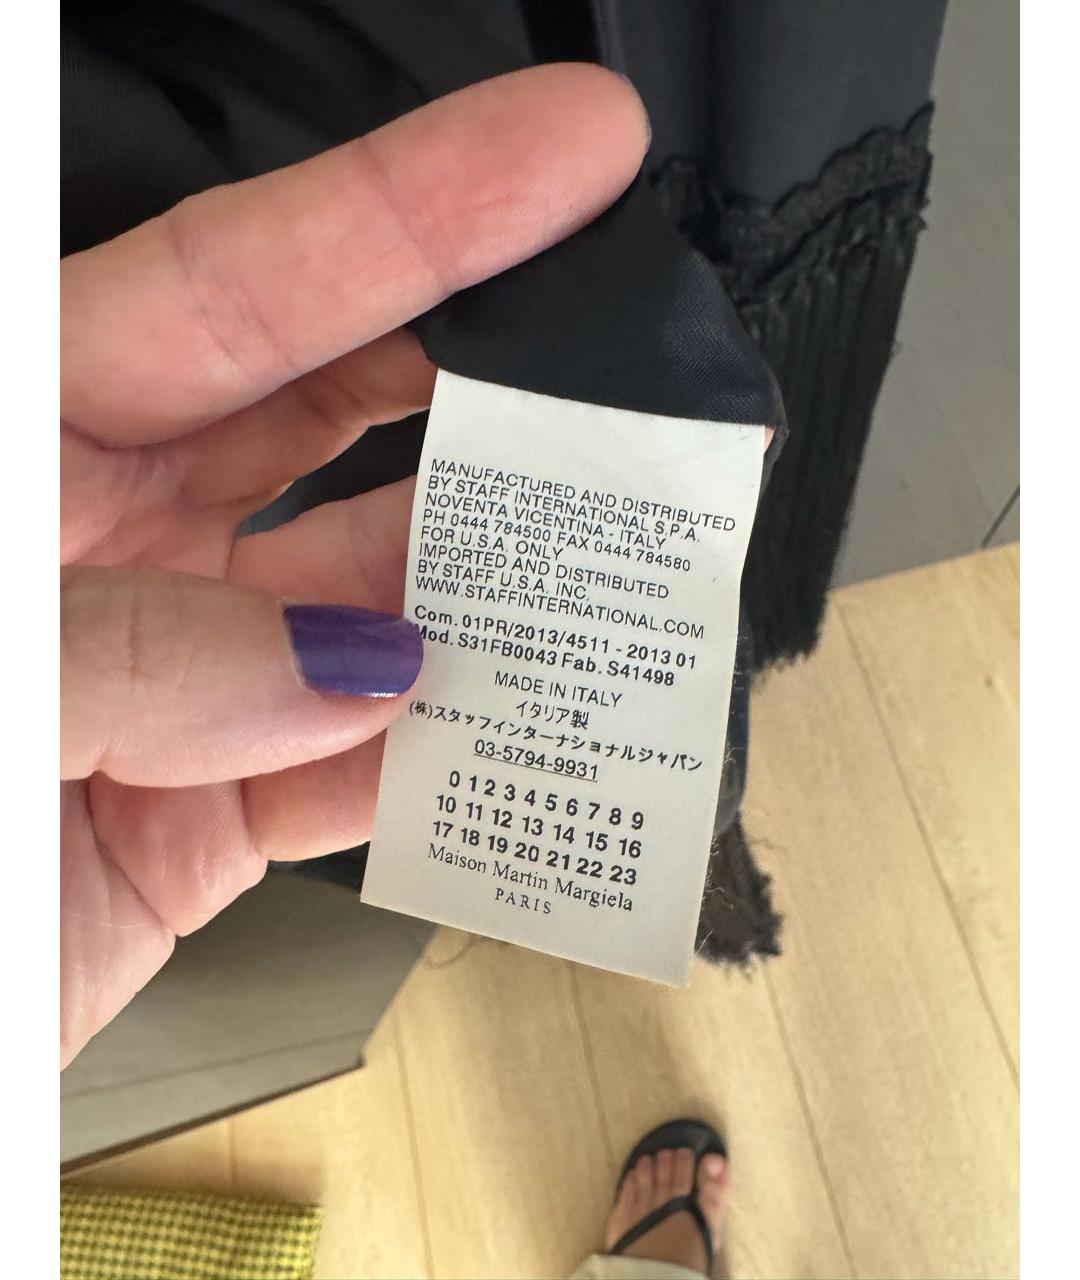 MANUFACTURED AND DISTRIBUTED
BY STAFF INTERNATIONAL S.P.A.
NOVENTA VICENTINA - ITALY
PH 0444 784500 FAX 0444 784580
FOR U.S.A. ONLY
IMPORTED AND DISTRIBUTED
BY STAFF U.S.A. INC.
WWW.STAFFINTERNATIONAL.COM
Com. 01PR/2013/4511 - 2013 01
Mod. S31FB0043 Fab. S41498
MADE IN ITALY
イタリア製
(株)スタッフインターナショナルジャパン
03-5794-9931
0 1 2 3 4 5 6 7 8 9
10 11 12 13 14 15 16
17 18 19 20 21 22 23
Maison Martin Margiela
PARIS